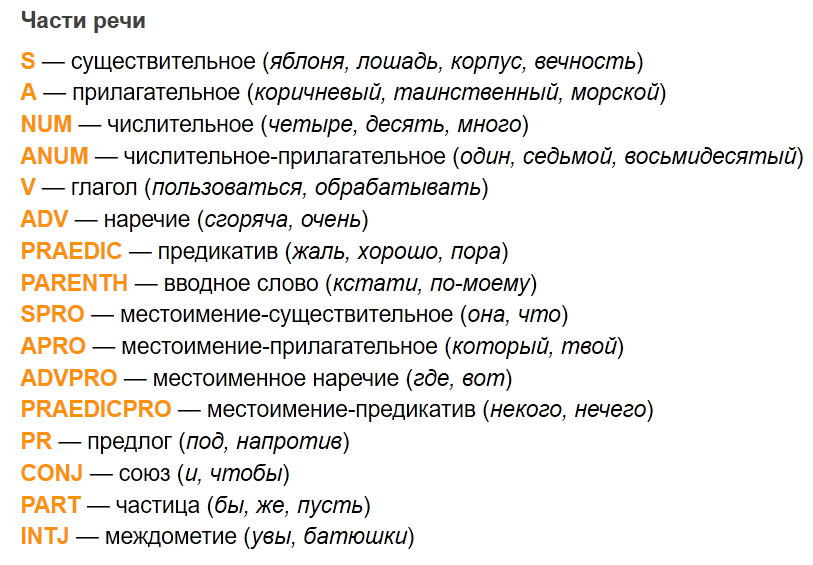 Части речи
S — существительное (яблоня, лошадь, корпус, вечность)
A — прилагательное (коричневый, таинственный, морской)
NUM — числительное (четыре, десять, много)
ANUM — числительное-прилагательное (один, седьмой, восьмидесятый)
V — глагол (пользоваться, обрабатывать)
ADV — наречие (сгоряча, очень)
PRAEDIC — предикатив (жаль, хорошо, пора)
PARENTH — вводное слово (кстати, по-моему)
SPRO — местоимение-существительное (она, что)
APRO — местоимение-прилагательное (который, твой)
ADVPRO — местоименное наречие (где, вот)
PRAEDICPRO — местоимение-предикатив (некого, нечего)
PR — предлог (под, напротив)
CONJ — союз (и, чтобы)
PART — частица (бы, же, пусть)
INTJ — междометие (увы, батюшки)